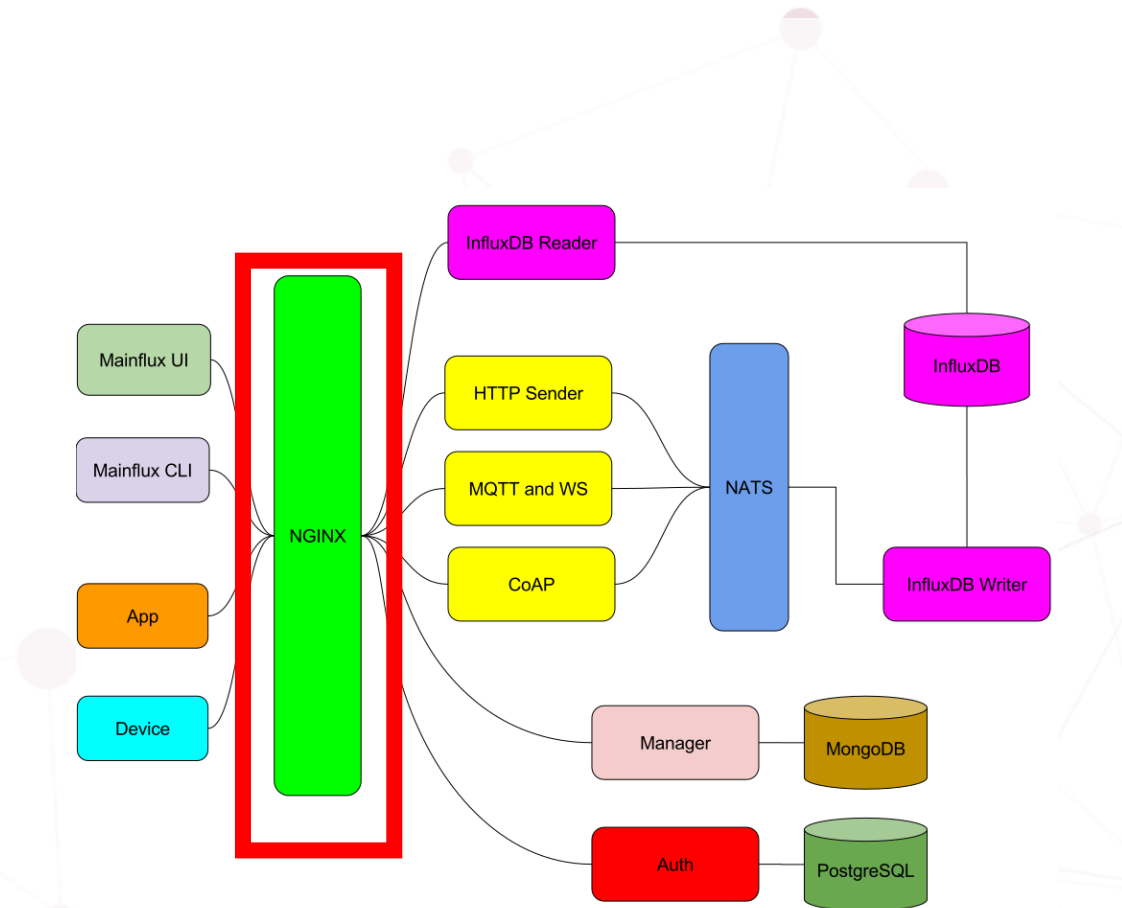 InfluxDB Reader
Mainflux UI
InfluxDB
HTTP Sender
Mainflux CLI
MQTT and WS
NATS
NGINX
CoAP
InfluxDB Writer
App
Device
Manager
MongoDB
Auth
PostgreSQL